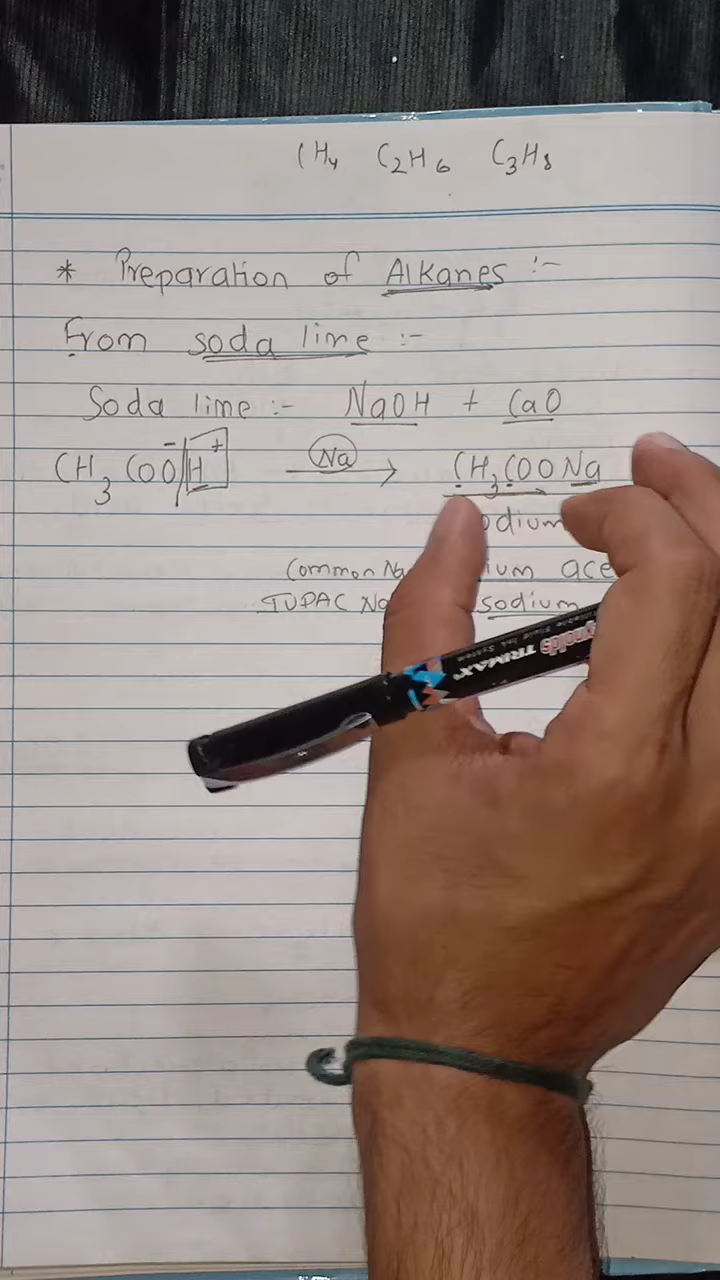 CH4 C2H6 C3H8
* Preparation of Alkanes :-
From soda lime :-
Soda lime :- NaOH + CaO
CH3COO⁻ H⁺ Na → CH3COONa
odium
Common Na ium ace
IUPAC Na sodium
ynolds TRIMAX